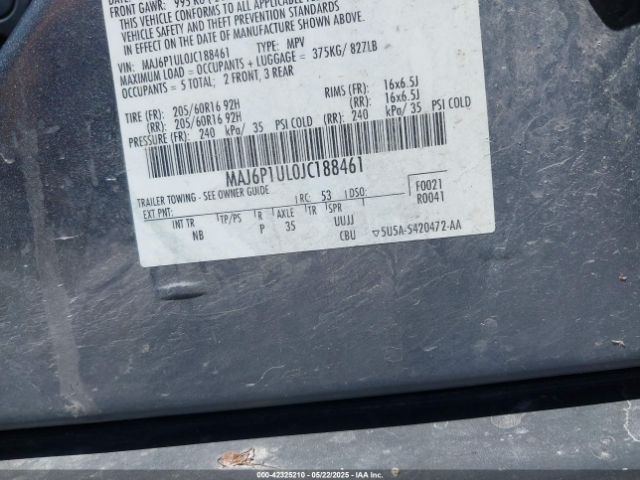 FRONT GAWR: 995 KG
THIS VEHICLE CONFORMS TO ALL APPLICABLE
VEHICLE SAFETY AND THEFT PREVENTION STANDARDS
IN EFFECT ON THE DATE OF MANUFACTURE SHOWN ABOVE.
VIN: MAJ6P1UL0JC188461 TYPE: MPV
MAXIMUM LOAD = OCCUPANTS + LUGGAGE = 375KG/ 827LB
OCCUPANTS = 5 TOTAL; 2 FRONT, 3 REAR
TIRE (FR): 205/60R16 92H RIMS (FR): 16x6.5J
(RR): 205/60R16 92H (RR): 16x6.5J
PRESSURE (FR): 240 kPa/ 35 PSI COLD (RR): 240 kPa/ 35 PSI COLD
MAJ6P1UL0JC188461
TRAILER TOWING - SEE OWNER GUIDE
EXT PNT: RC: 53 DSO: F0021
R0041
INT TR TP/PS R AXLE TR SPR
NB P 35 UUJJ
CBU ▽5U5A-S420472-AA
000-42325210 - 05/22/2025 - IAAI.COM